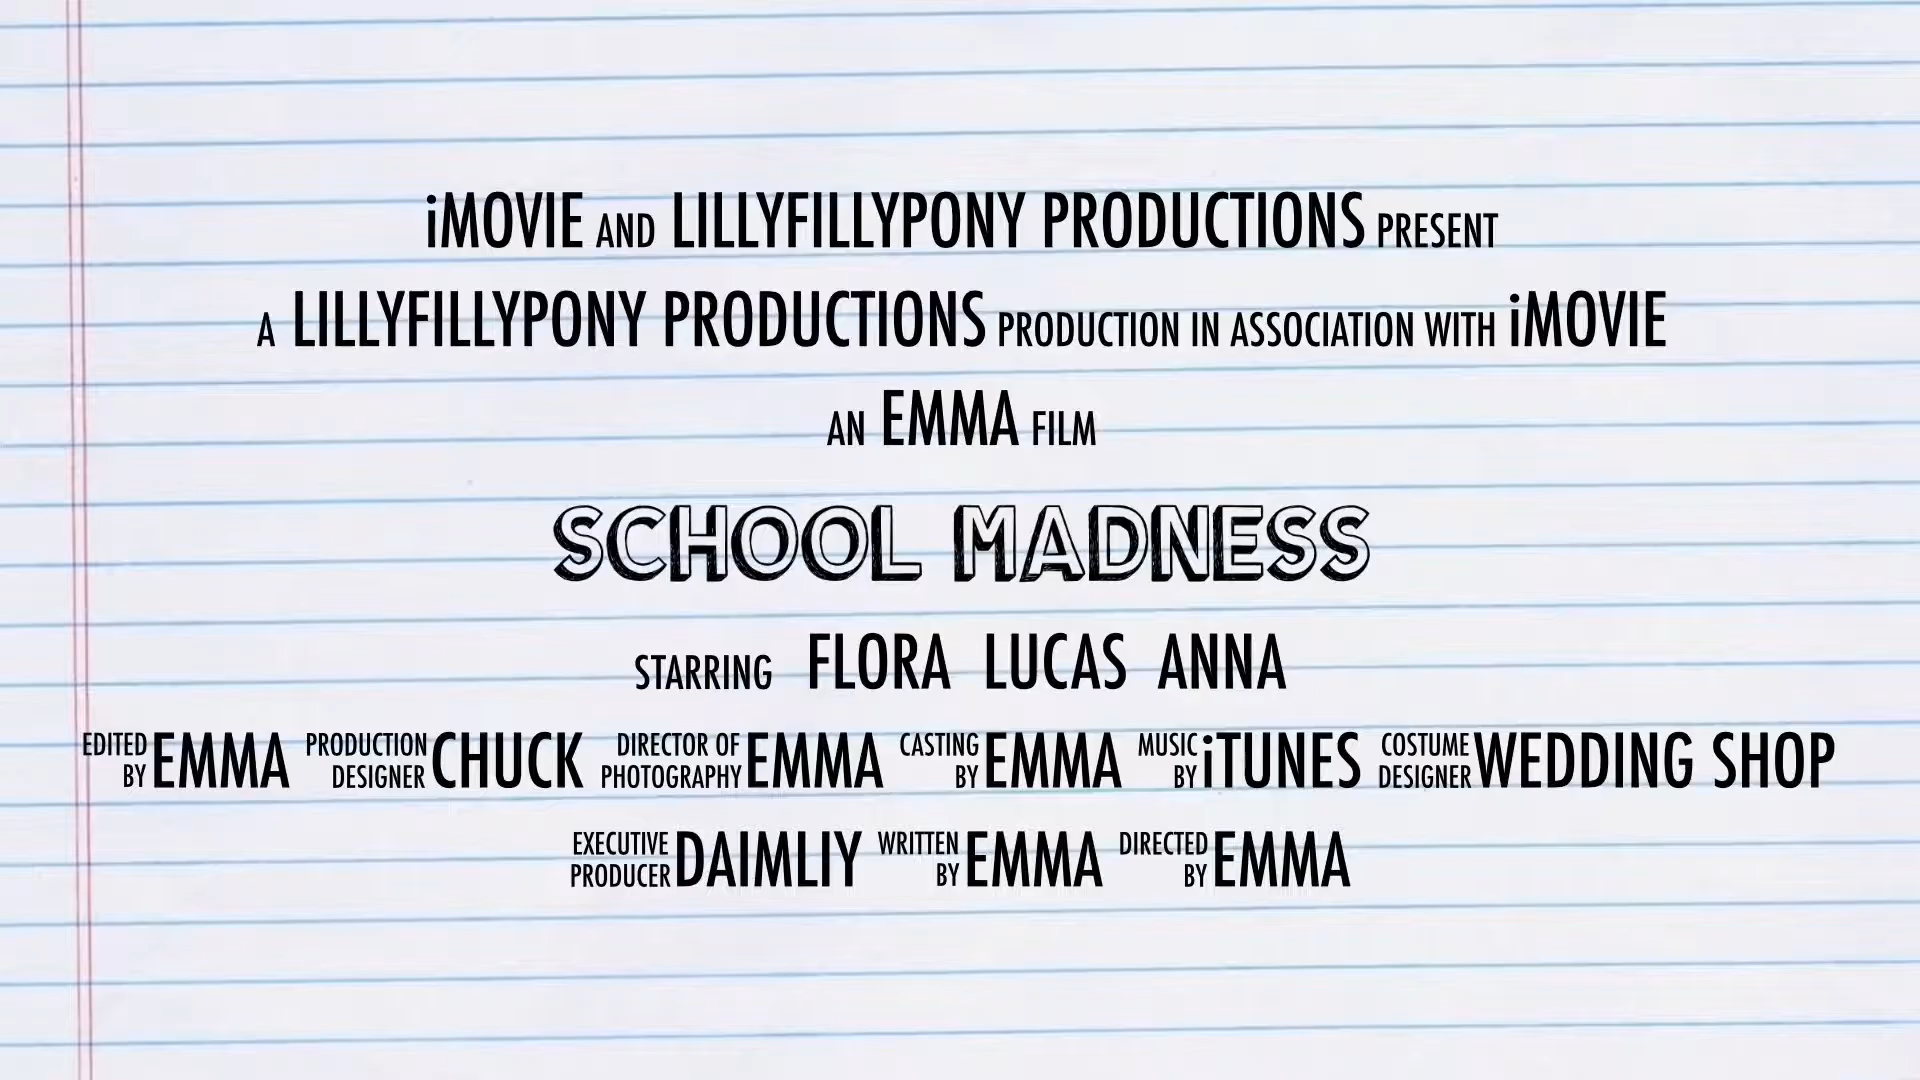 iMOVIE AND LILLYFILLYPONY PRODUCTIONS PRESENT
A LILLYFILLYPONY PRODUCTIONS PRODUCTION IN ASSOCIATION WITH iMOVIE
AN EMMA FILM
SCHOOL MADNESS
STARRING FLORA LUCAS ANNA
EDITED BY EMMA PRODUCTION DESIGNER CHUCK DIRECTOR OF PHOTOGRAPHY EMMA CASTING BY EMMA MUSIC BY iTUNES COSTUME DESIGNER WEDDING SHOP
EXECUTIVE PRODUCER DAIMLIY WRITTEN BY EMMA DIRECTED BY EMMA